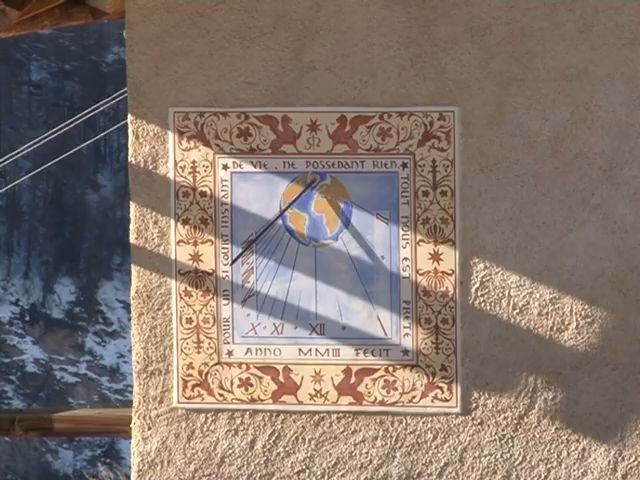 POUR UN SI COURT INSTANT
DE VIE . NE POSSEDANT RIEN,
TOUT NOUS EST PRETE
X XI XII
II
ANNO MMIII FECIT